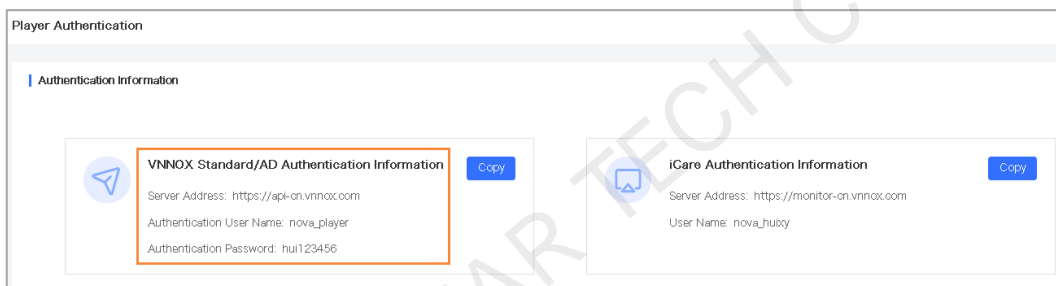 Player Authentication
Authentication Information
VNNOX Standard/AD Authentication Information
Copy
Server Address: https://api-cn.vnnox.com
Authentication User Name: nova_player
Authentication Password: hui123456
iCare Authentication Information
Copy
Server Address: https://monitor-cn.vnnox.com
User Name: nova_huixy
AR TECH C